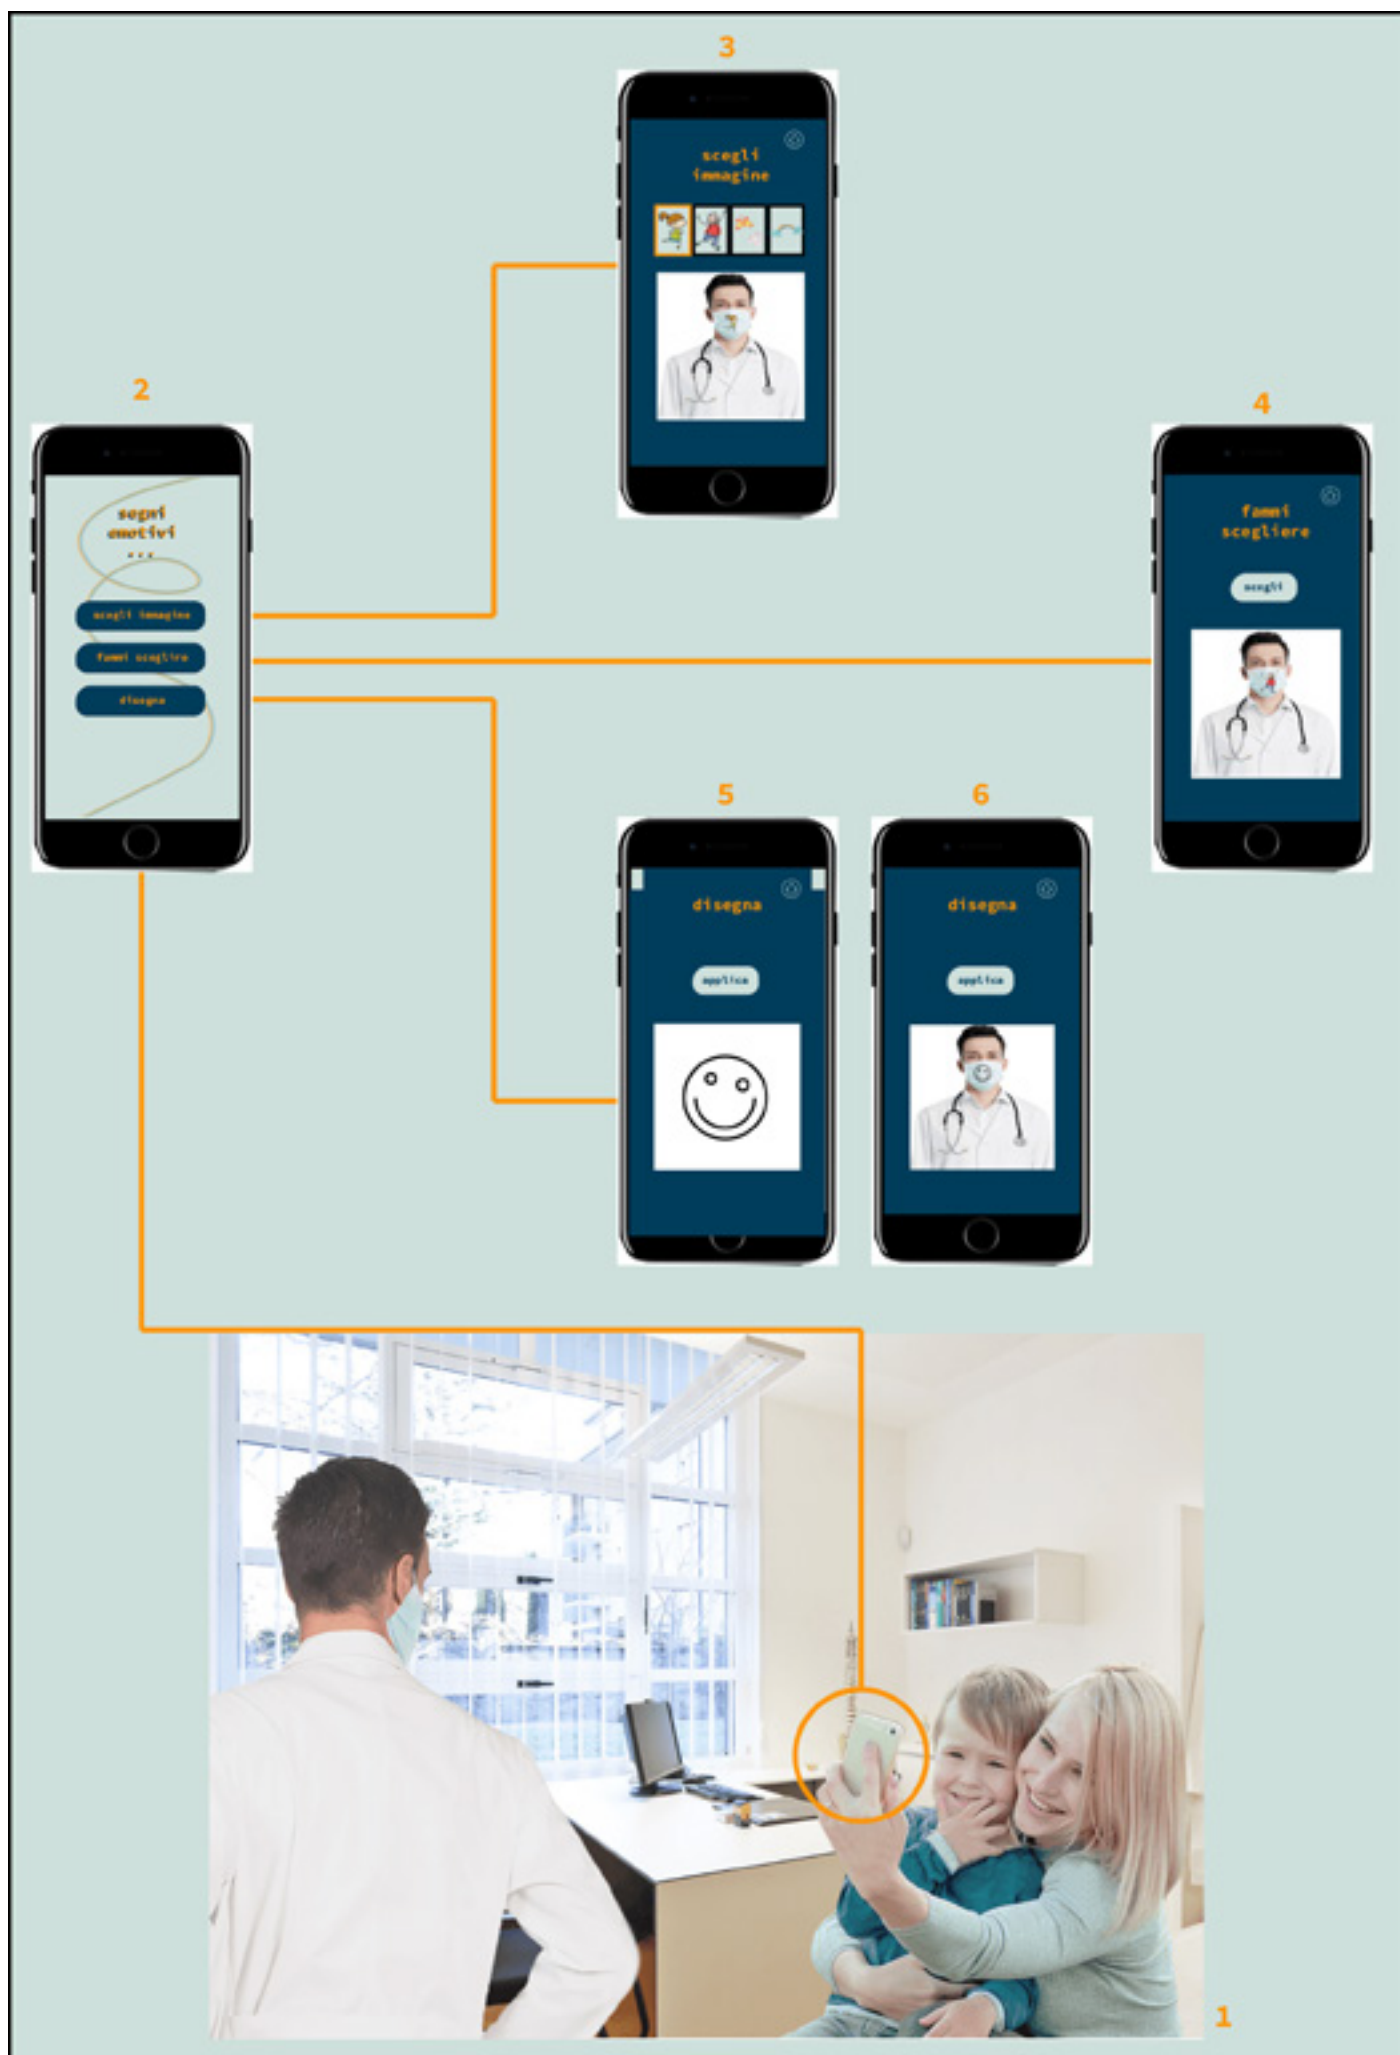 3
scegli
immagine
2
segni
emotivi
...
scegli immagine
fammi scegliere
disegna
4
fammi
scegliere
scegli
5
disegna
applica
6
disegna
applica
1